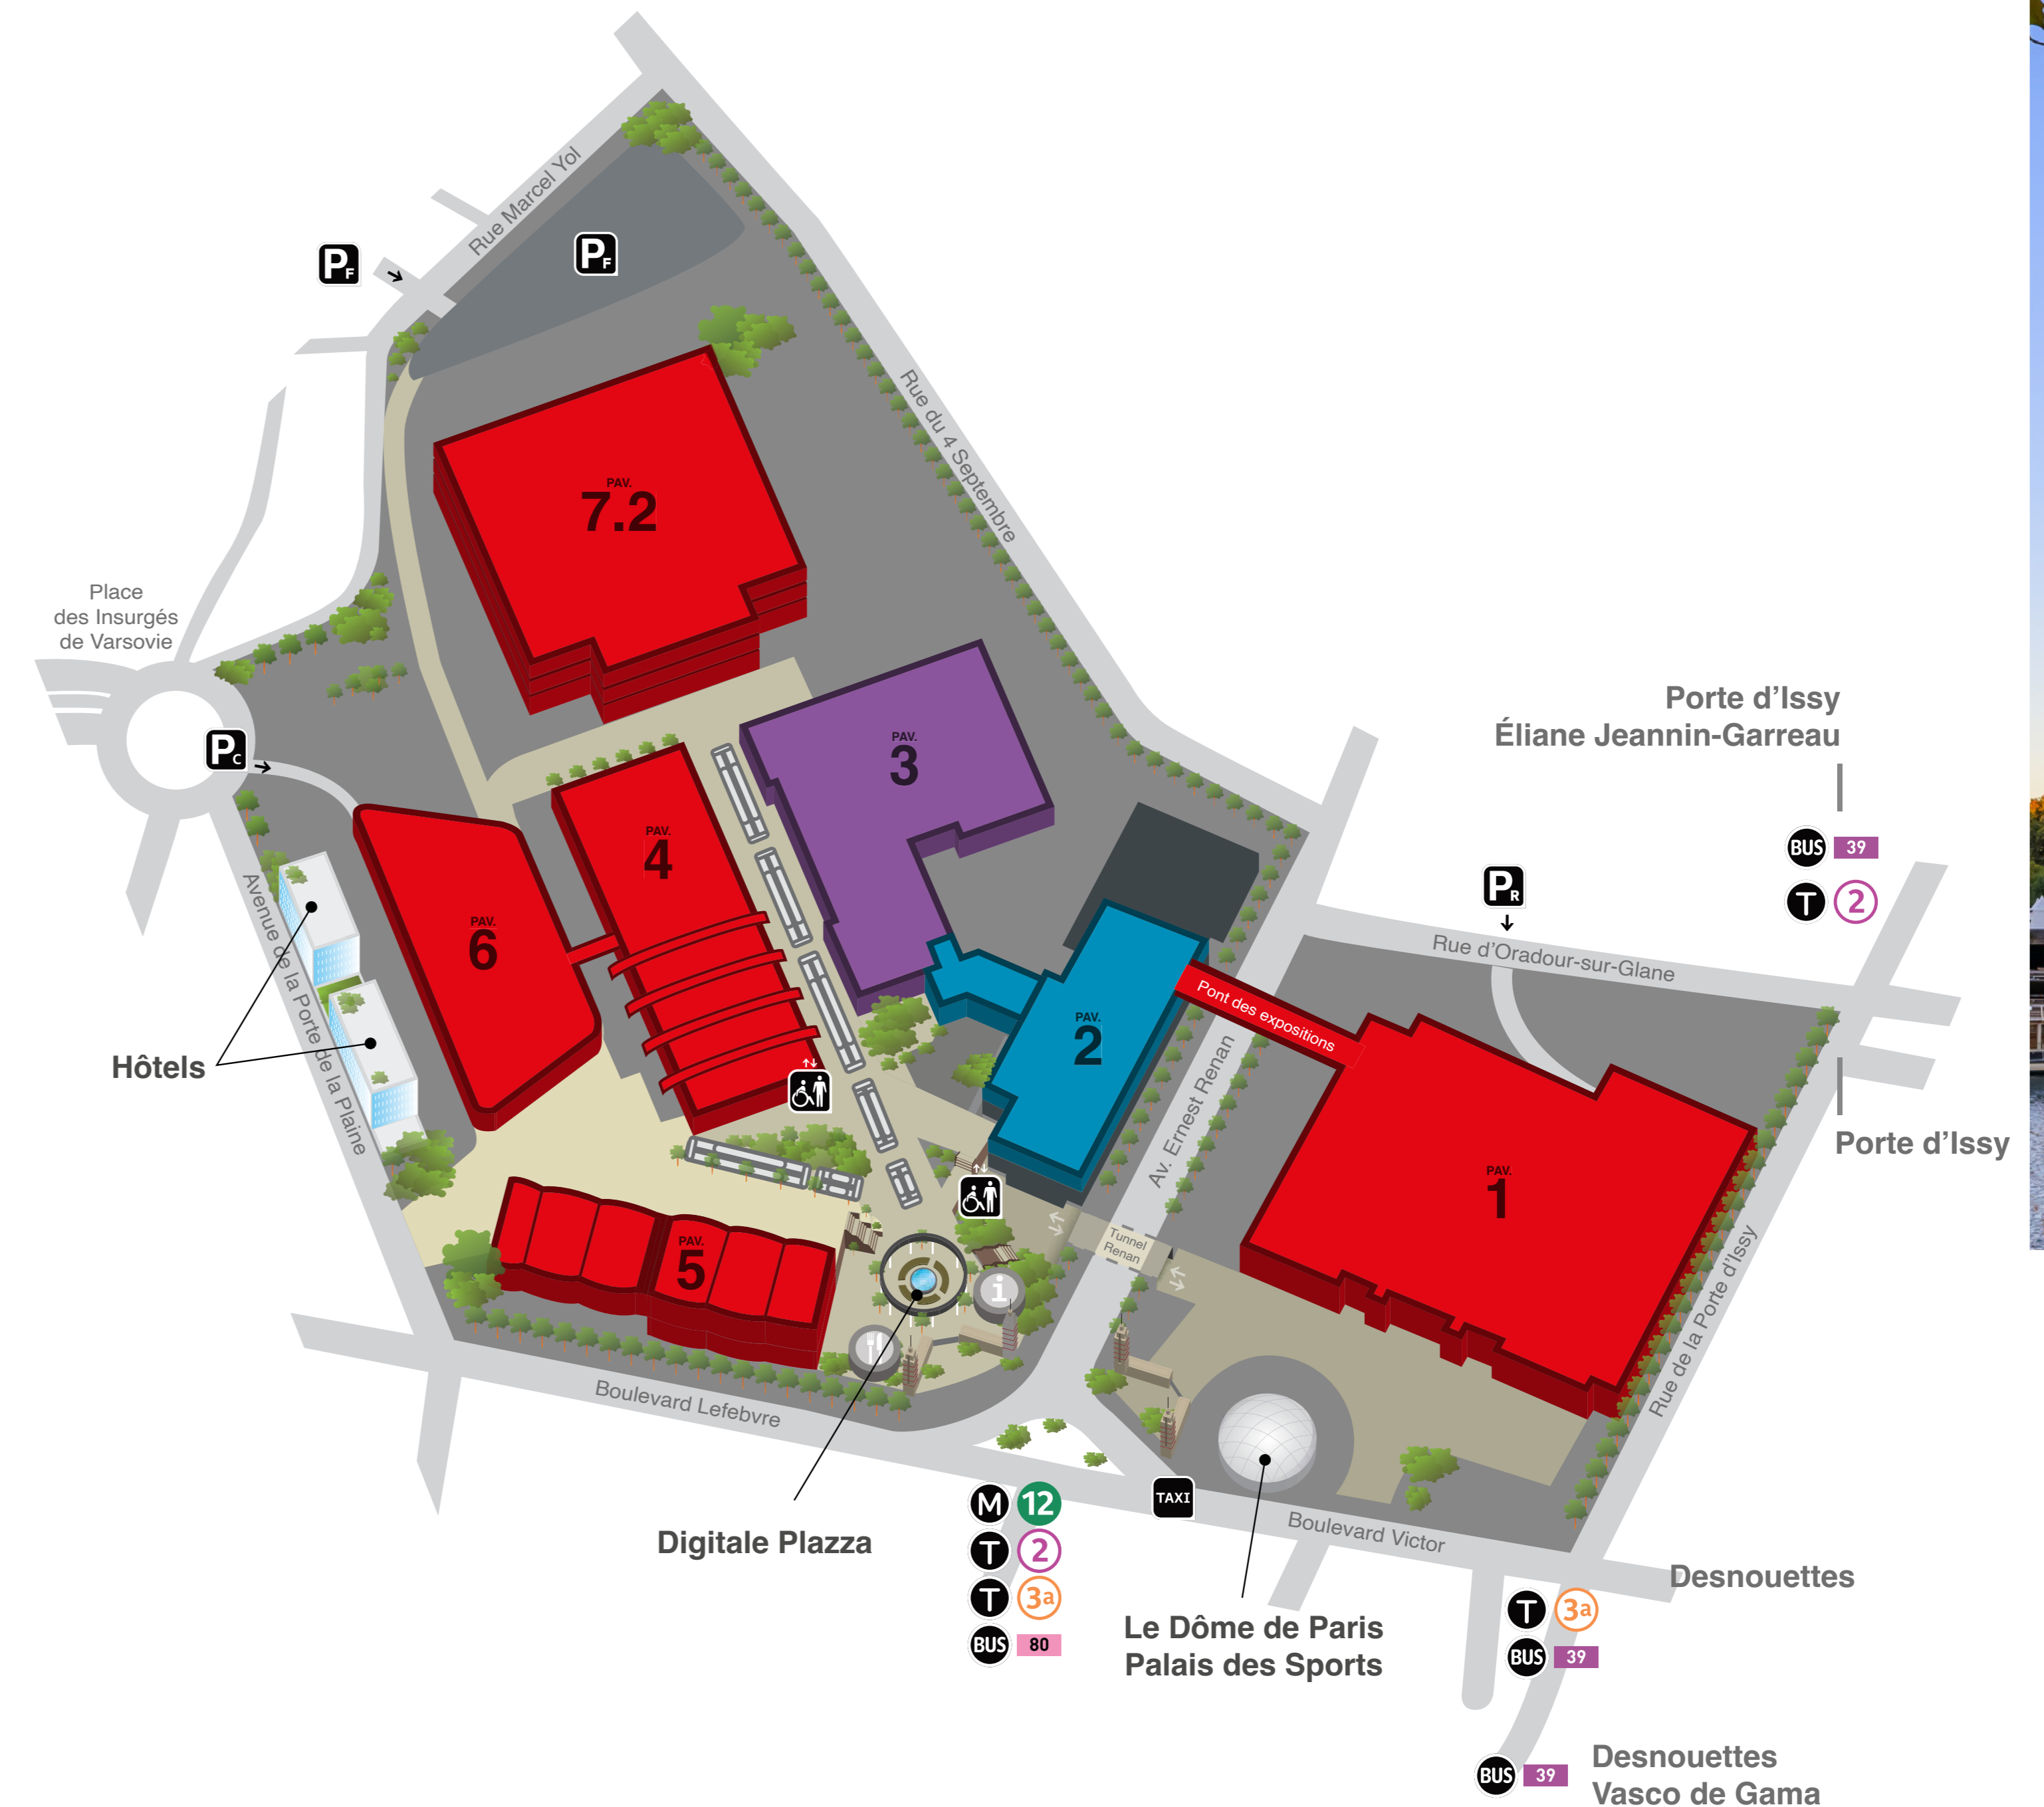 Rue Marcel Yol
PF
PF
Rue du 4 Septembre
PAV.
7.2
Place
des Insurgés
de Varsovie
PC
PAV.
3
PAV.
4
PAV.
6
Avenue de la Porte de la Plaine
Hôtels
PAV.
2
Pont des expositions
Av. Ernest Renan
Porte d'Issy
Éliane Jeannin-Garreau
BUS 39
T 2
PR
Rue d'Oradour-sur-Glane
Porte d'Issy
PAV.
1
Rue de la Porte d'Issy
Tunnel
Renan
PAV.
5
i
Boulevard Lefebvre
Digitale Plazza
M 12
T 2
T 3a
BUS 80
TAXI
Boulevard Victor
Le Dôme de Paris
Palais des Sports
Desnouettes
T 3a
BUS 39
BUS 39
Desnouettes
Vasco de Gama